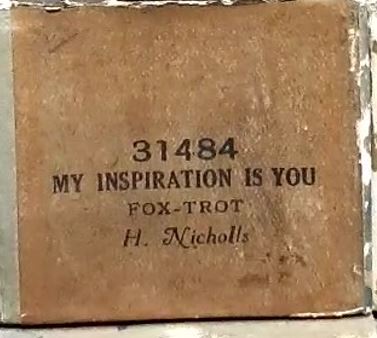 31484
MY INSPIRATION IS YOU
FOX-TROT
H. Nicholls